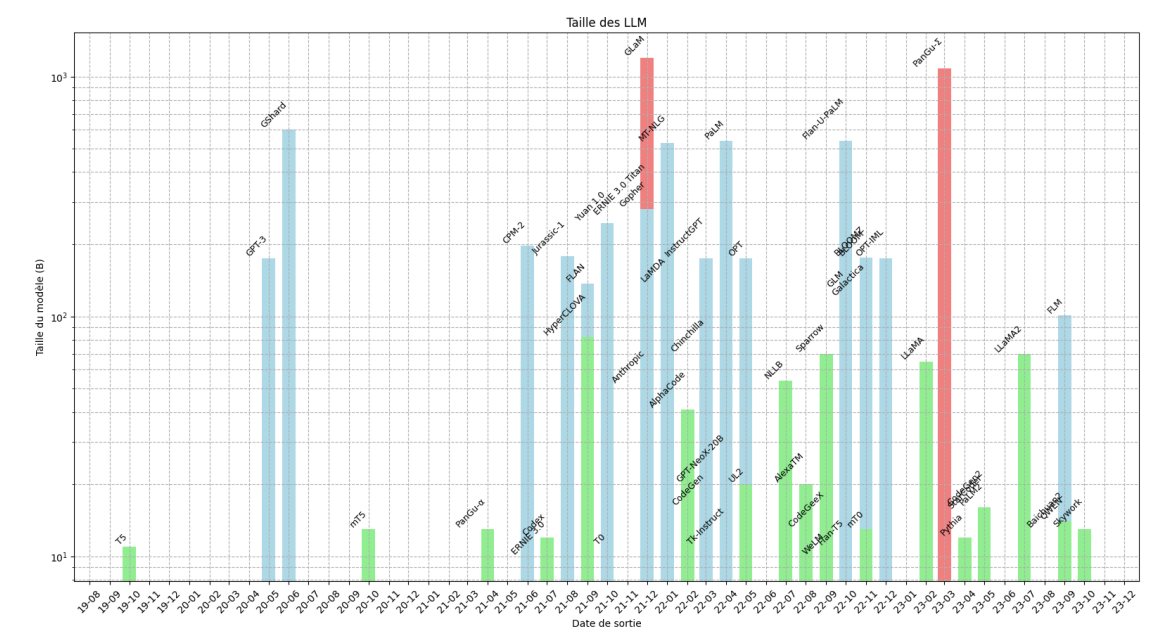 Taille des LLM
Taille du modèle (B)
10³
10²
10¹
T5
GPT-3
GShard
mT5
PanGu-α
CPM-2
ERNIE 3.0
Codex
Jurassic-1
FLAN
HyperCLOVA
T0
Yuan 1.0
GLaM
ERNIE 3.0 Titan
Gopher
Anthropic
MT-NLG
LaMDA
AlphaCode
InstructGPT
Chinchilla
GPT-NeoX-20B
CodeGen
PaLM
Tk-Instruct
OPT
UL2
NLLB
AlexaTM
CodeGeeX
WeLM
Sparrow
Flan-U-PaLM
GLM
Flan-T5
BLOOMZ
BLOOM
Galactica
mT0
OPT-IML
LLaMA
PanGu-Σ
Pythia
CodeGen2
PaLM2
LLaMA2
FLM
Baichuan2
QWEN
Skywork
19-08 19-09 19-10 19-11 19-12 20-01 20-02 20-03 20-04 20-05 20-06 20-07 20-08 20-09 20-10 20-11 20-12 21-01 21-02 21-03 21-04 21-05 21-06 21-07 21-08 21-09 21-10 21-11 21-12 22-01 22-02 22-03 22-04 22-05 22-06 22-07 22-08 22-09 22-10 22-11 22-12 23-01 23-02 23-03 23-04 23-05 23-06 23-07 23-08 23-09 23-10 23-11 23-12
Date de sortie